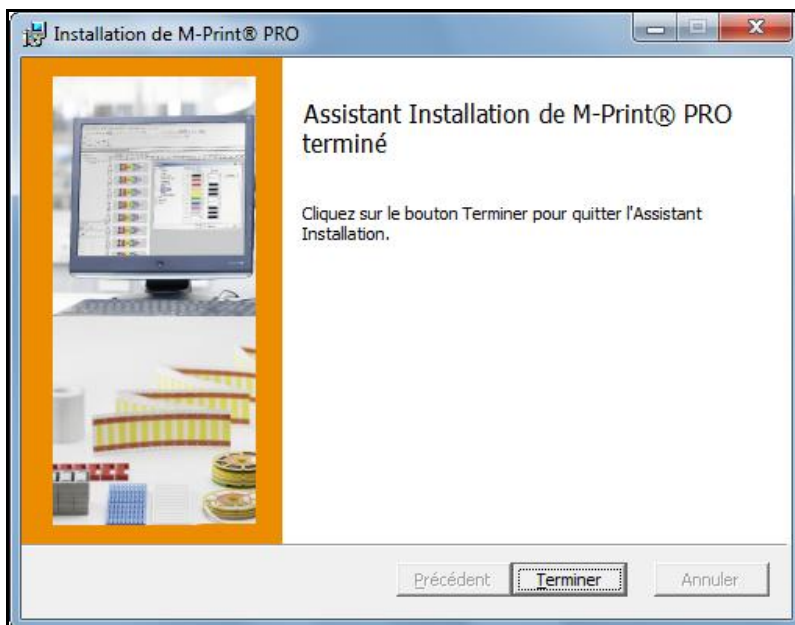 Installation de M-Print® PRO
Assistant Installation de M-Print® PRO
terminé
Cliquez sur le bouton Terminer pour quitter l'Assistant
Installation.
Précédent
Terminer
Annuler